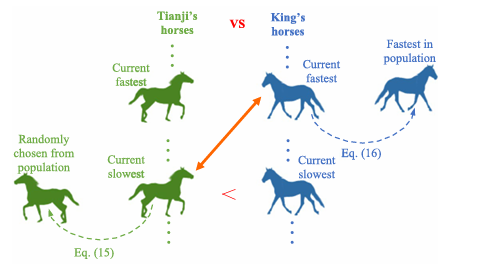 Tianji's
horses
vs
King's
horses
Current
fastest
Current
fastest
Fastest in
population
Randomly
chosen from
population
Current
slowest
<
Current
slowest
Eq. (16)
Eq. (15)